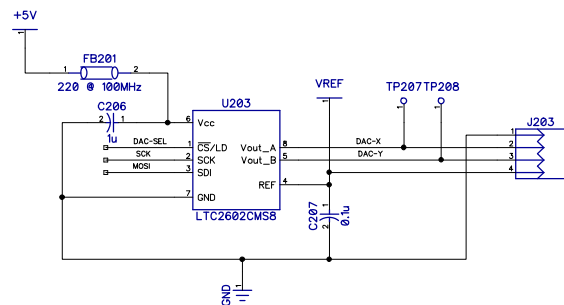 +5V
1
1 FB201 2
220 @ 100MHz
C206
2 1
1u
U203
6 Vcc
DAC-SEL 1 CS/LD
SCK 2 SCK
MOSI 3 SDI
7 GND
Vout_A 8 DAC-X
Vout_B 5 DAC-Y
REF 4
LTC2602CMS8
VREF
1
C207
1
2
0.1u
TP207 TP208
J203
1
2
3
4
GND
1